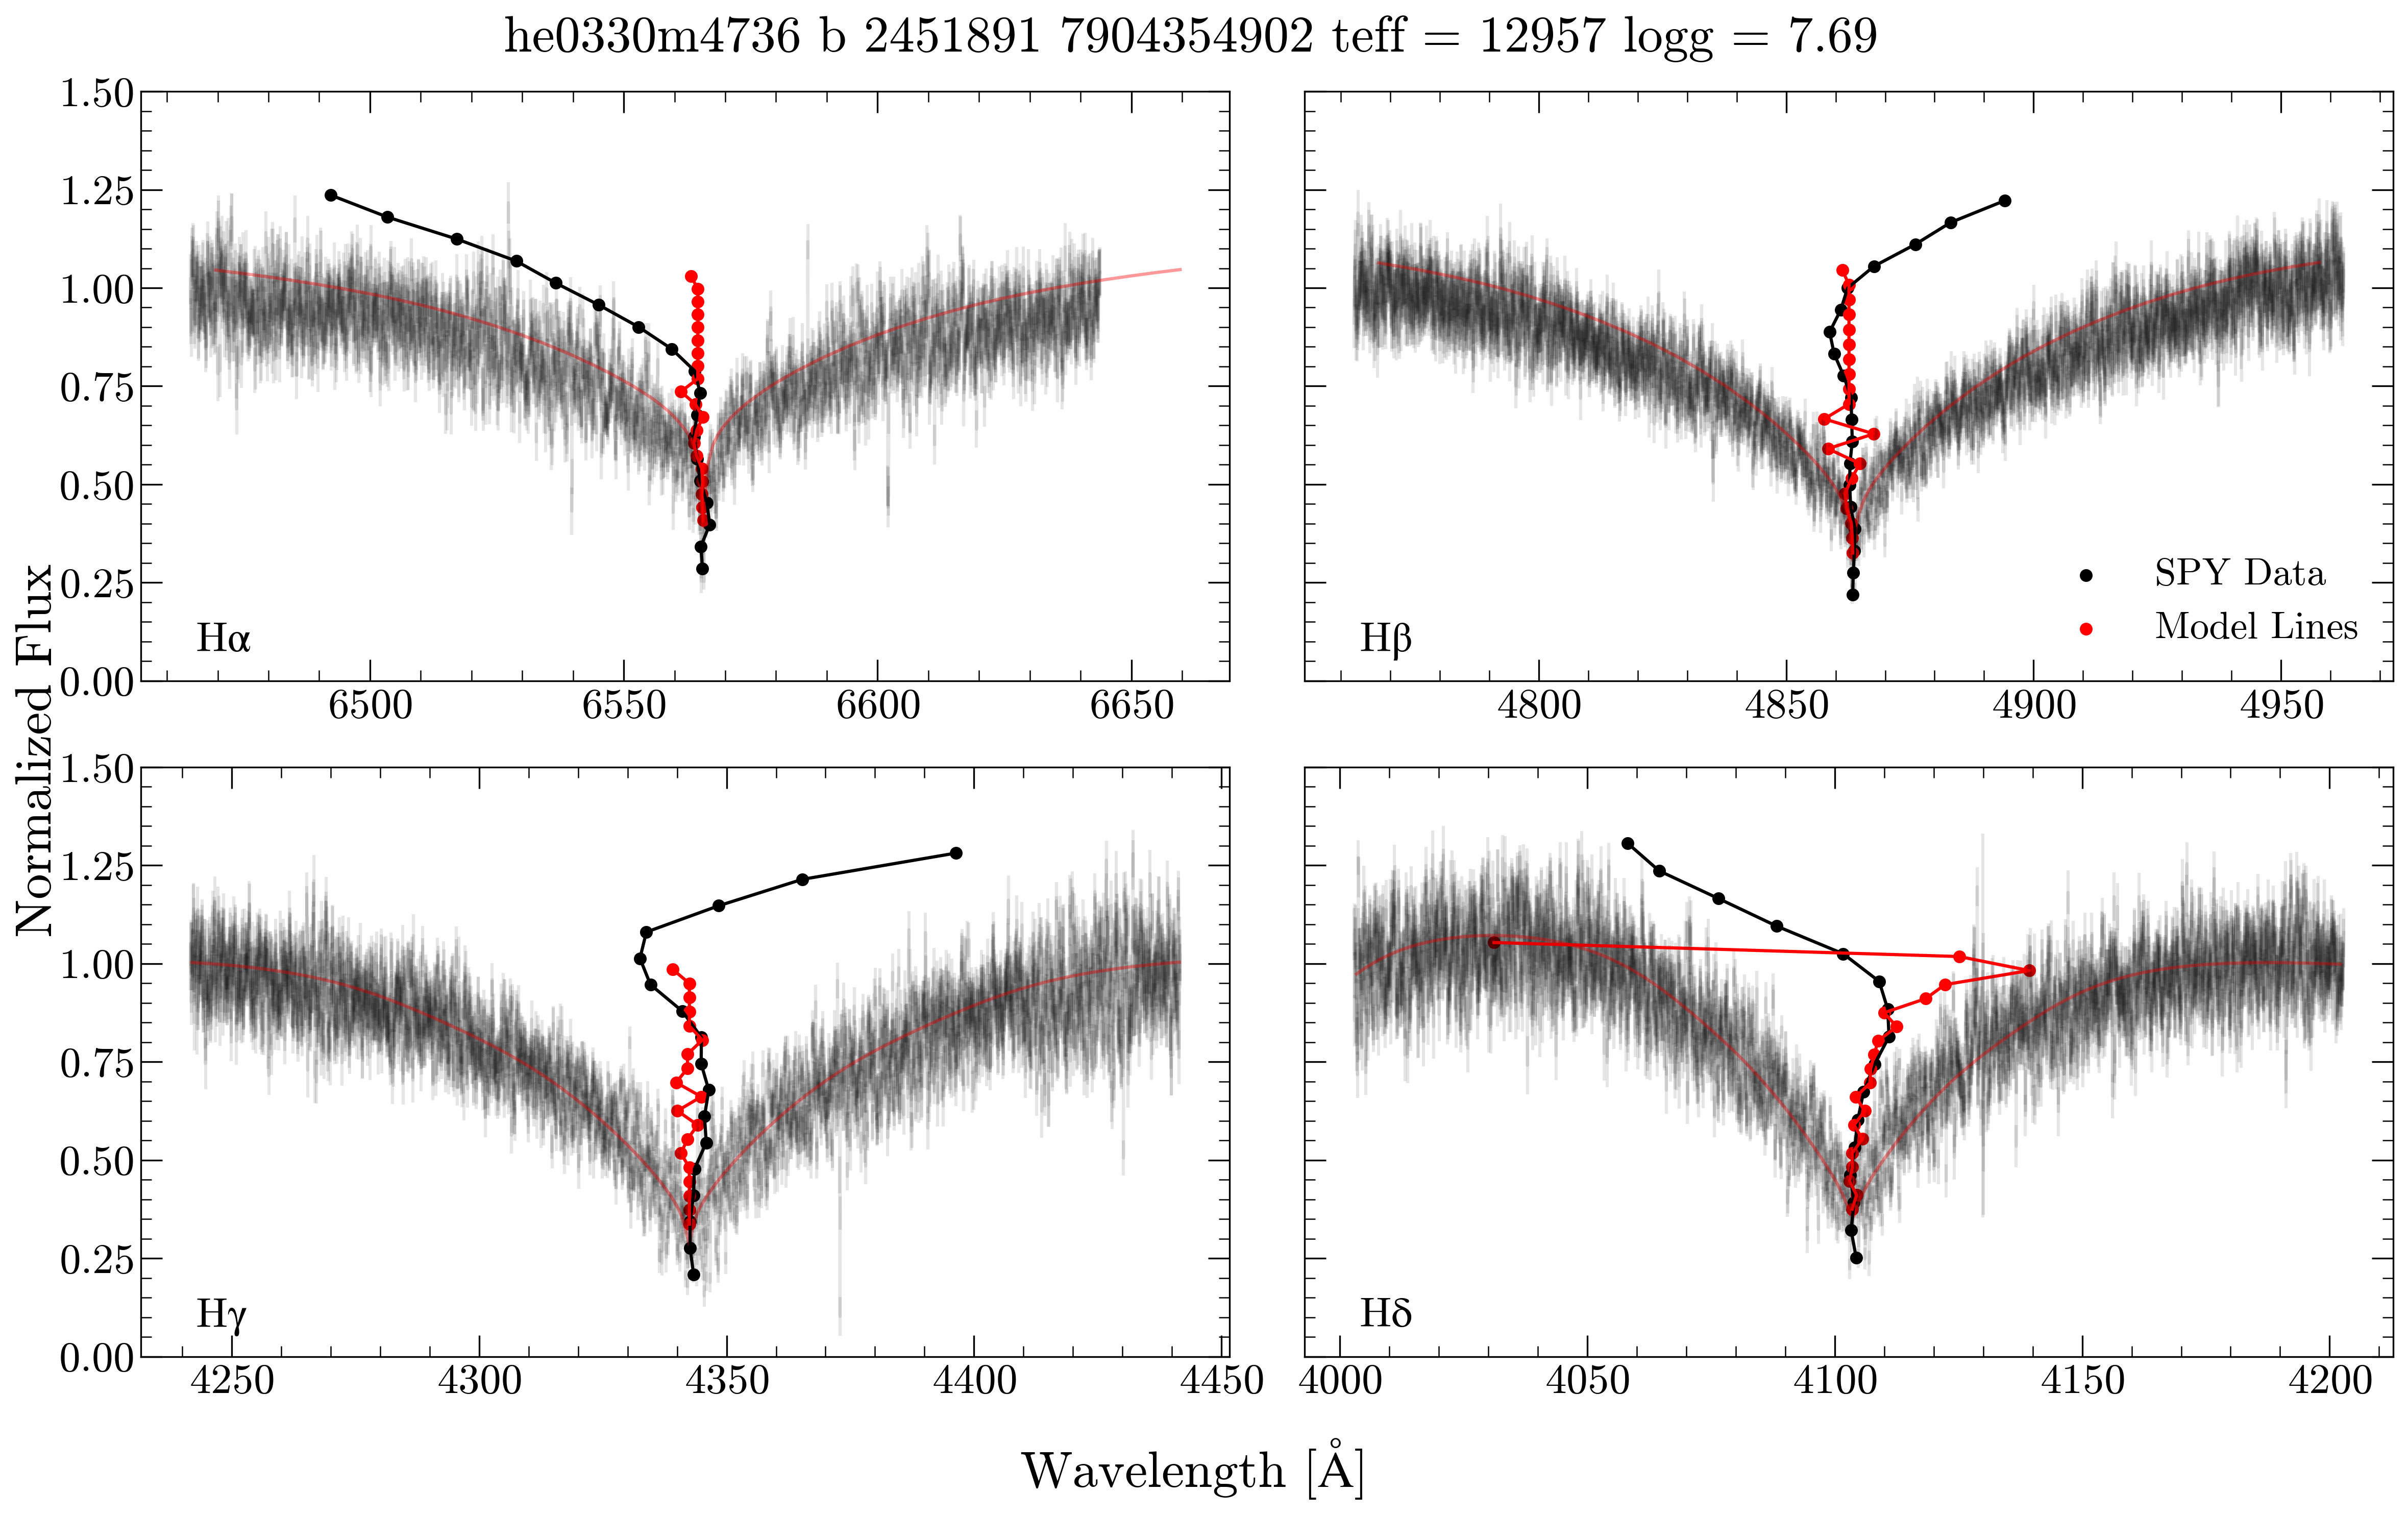 he0330m4736 b 2451891 7904354902 teff = 12957 logg = 7.69
Normalized Flux
1.50
1.25
1.00
0.75
0.50
0.25
0.00
Hα
6500 6550 6600 6650
Hβ
SPY Data
Model Lines
4800 4850 4900 4950
1.50
1.25
1.00
0.75
0.50
0.25
0.00
Hγ
4250 4300 4350 4400 4450
Hδ
4000 4050 4100 4150 4200
Wavelength [Å]